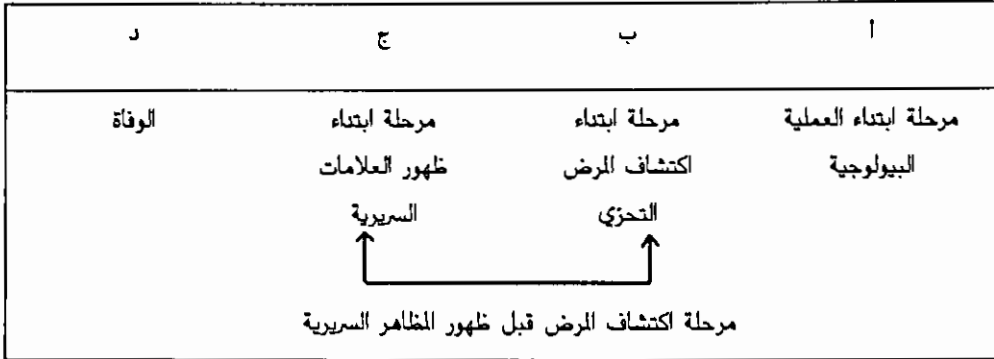 أ ب ج د
مرحلة ابتداء العملية مرحلة ابتداء مرحلة ابتداء الوفاة
البيولوجية اكتشاف المرض ظهور العلامات
التحزي السريرية
مرحلة اكتشاف المرض قبل ظهور المظاهر السريرية